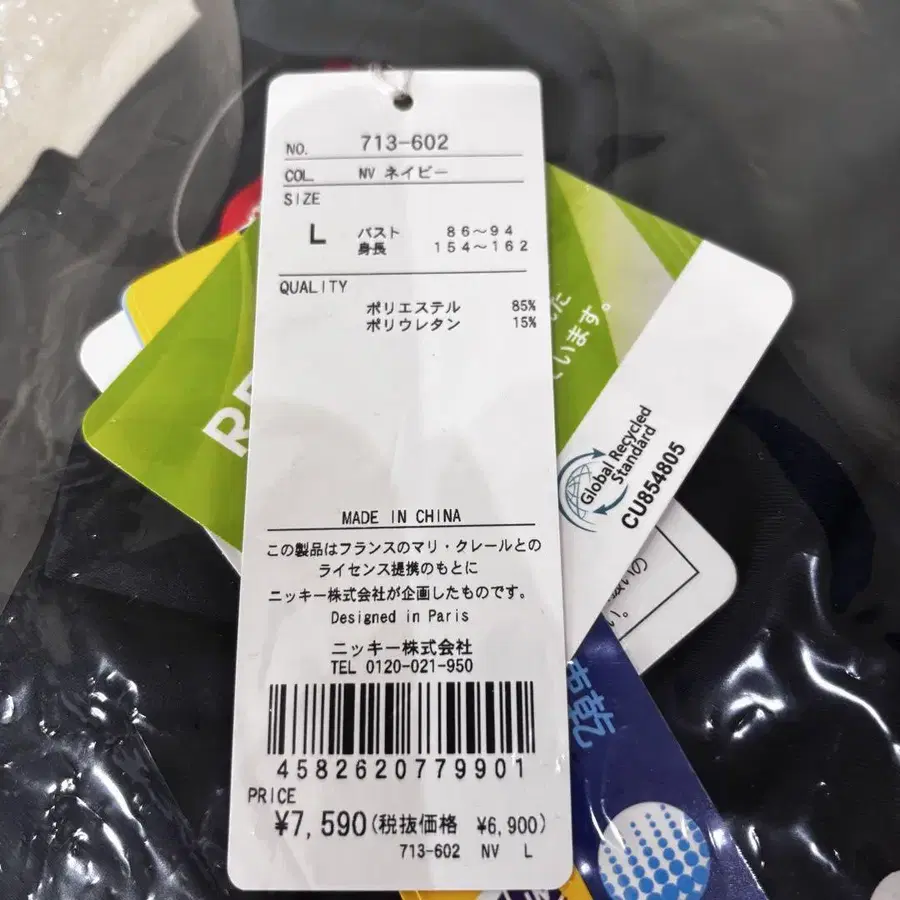 NO. 713-602
COL. NV ネイビー
SIZE
L バスト 86～94
身長 154～162
QUALITY
ポリエステル 85%
ポリウレタン 15%
MADE IN CHINA
この製品はフランスのマリ・クレールとの
ライセンス提携のもとに
ニッキー株式会社が企画したものです。
Designed in Paris
ニッキー株式会社
TEL 0120-021-950
4582620779901
PRICE
¥7,590(税抜価格 ¥6,900)
713-602 NV L
います。
Global Recycled
Standard
CU854805